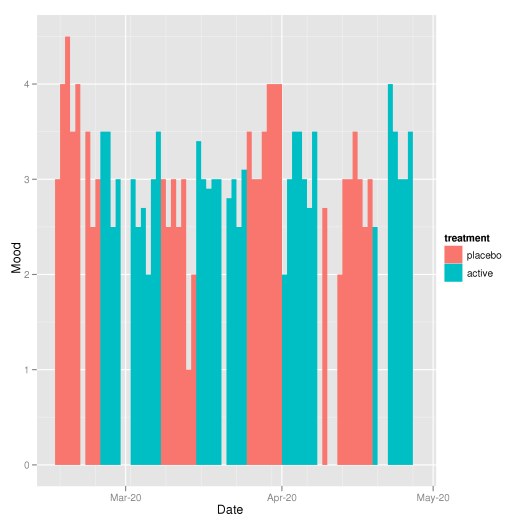 Mood
4
3
2
1
0
Mar-20
Apr-20
May-20
Date
treatment
placebo
active